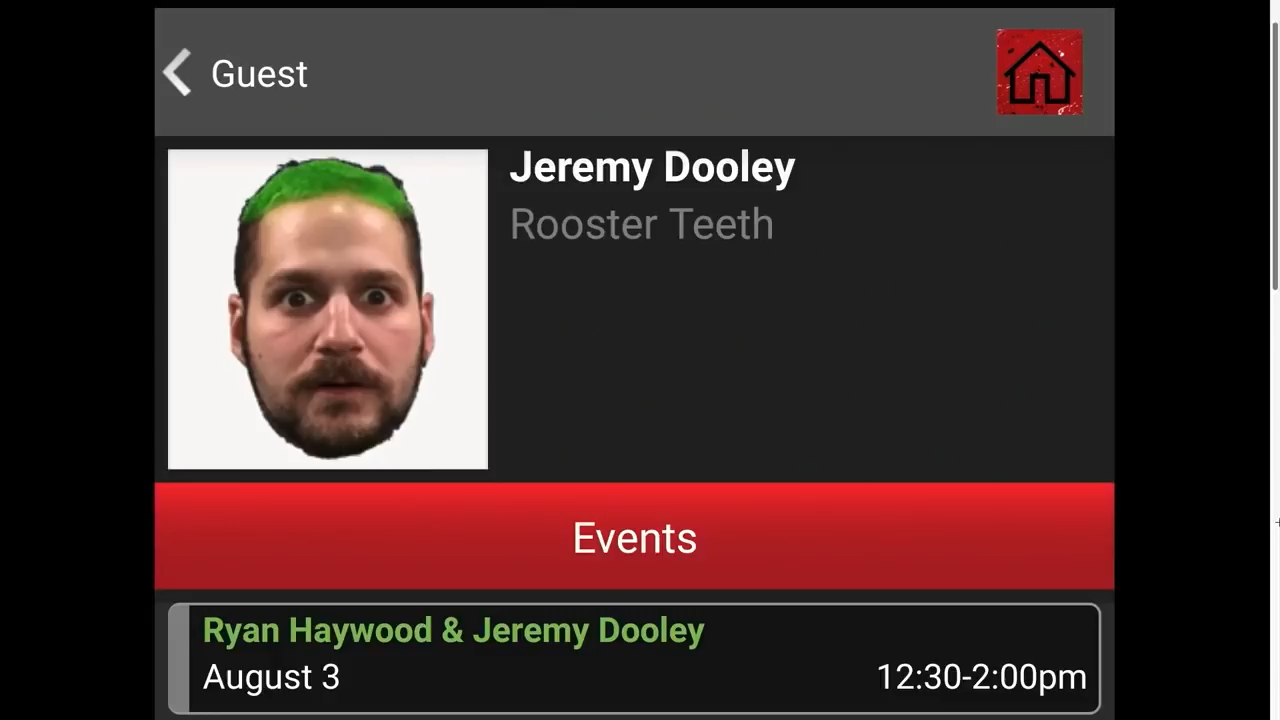 Guest
Jeremy Dooley
Rooster Teeth
Events
Ryan Haywood & Jeremy Dooley
August 3
12:30-2:00pm